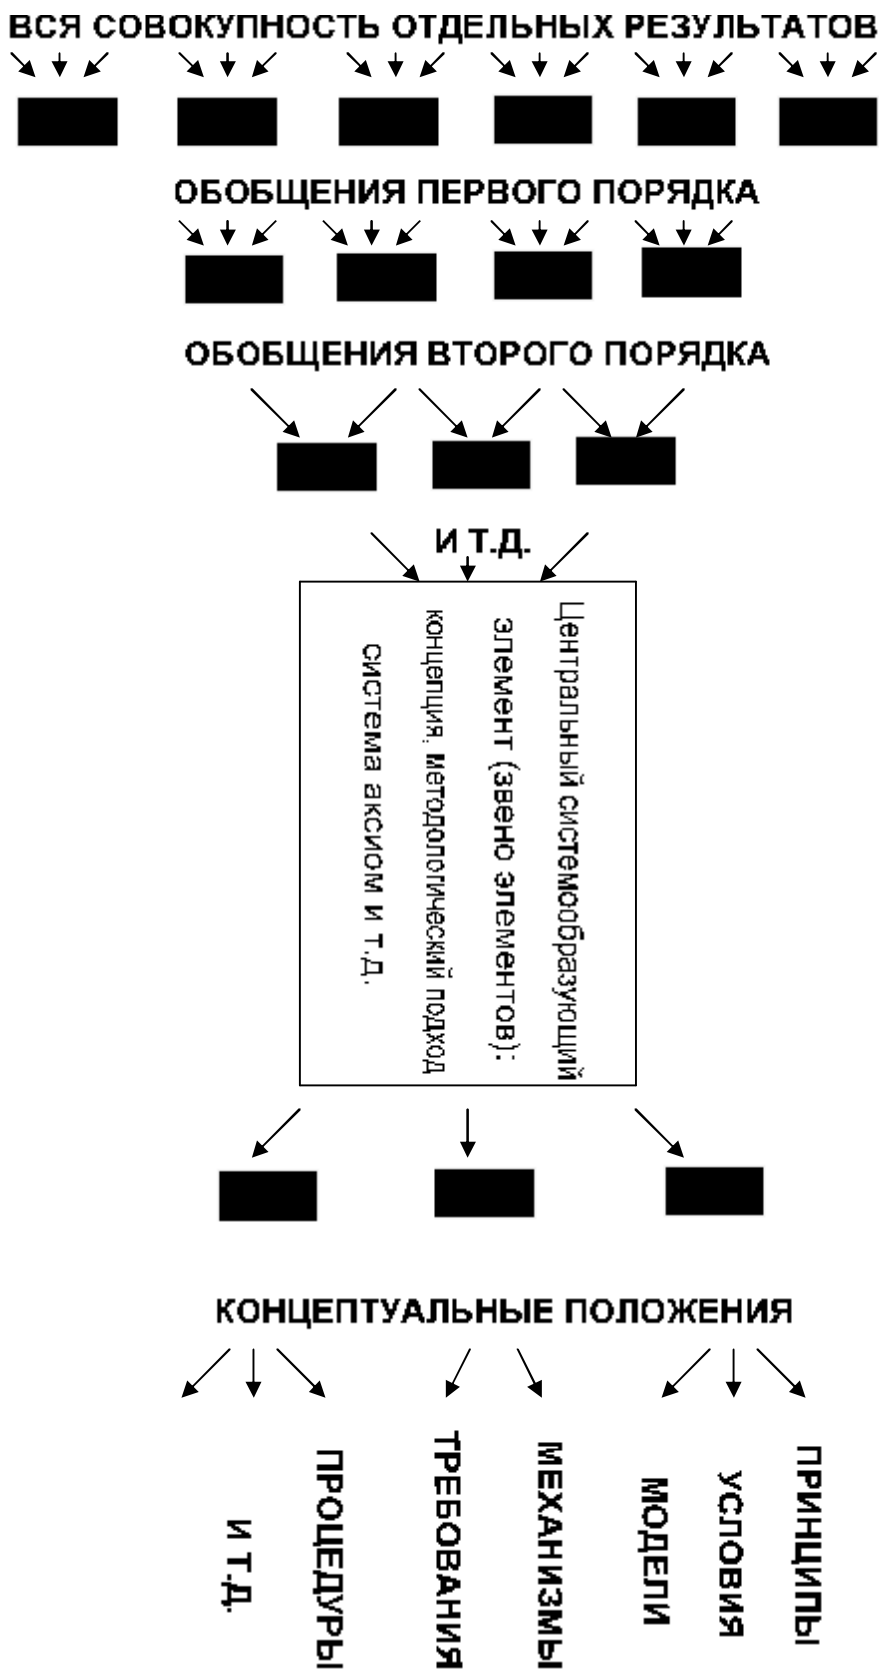 ВСЯ СОВОКУПНОСТЬ ОТДЕЛЬНЫХ РЕЗУЛЬТАТОВ
ОБОБЩЕНИЯ ПЕРВОГО ПОРЯДКА
ОБОБЩЕНИЯ ВТОРОГО ПОРЯДКА
И Т.Д.
Центральный системообразующий
элемент (звено элементов):
концепция, методологический подход
система аксиом и т.д.
КОНЦЕПТУАЛЬНЫЕ ПОЛОЖЕНИЯ
ПРИНЦИПЫ
УСЛОВИЯ
МОДЕЛИ
МЕХАНИЗМЫ
ТРЕБОВАНИЯ
ПРОЦЕДУРЫ
И Т.Д.